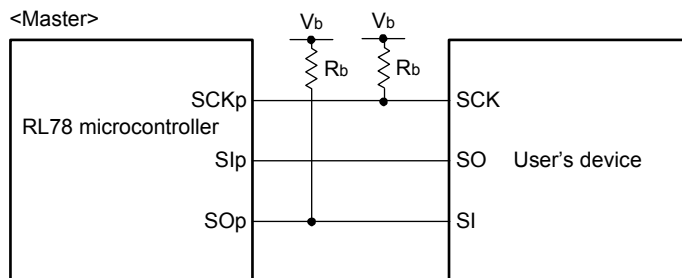 <Master>
Vb
Vb
Rb
Rb
SCKp
SCK
RL78 microcontroller
SIp
SO
User's device
SOp
SI